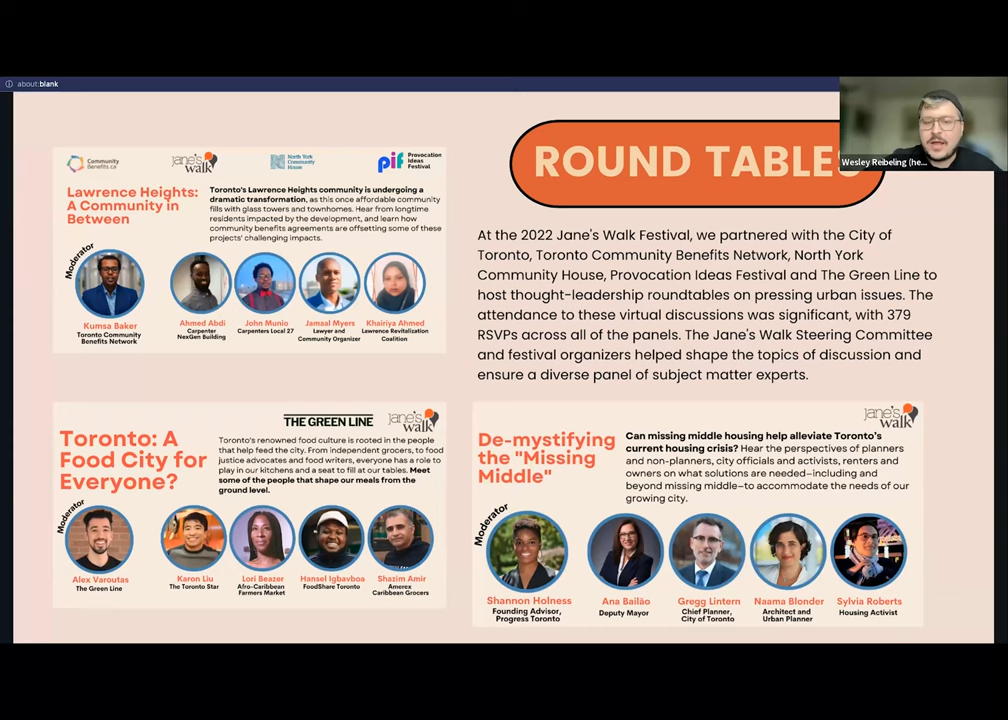 about:blank
Wesley Reibeling (he...
ROUND TABLES
Community
Benefits.ca
jane's
walk
North York
Community
House
pif
Provocation
Ideas
Festival
Lawrence Heights:
A Community in
Between
Toronto's Lawrence Heights community is undergoing a
dramatic transformation, as this once affordable community
fills with glass towers and townhomes. Hear from longtime
residents impacted by the development, and learn how
community benefits agreements are offsetting some of these
projects' challenging impacts.
Moderator
Kumsa Baker
Toronto Community
Benefits Network
Ahmed Abdi
Carpenter
NexGen Building
John Munio
Carpenters Local 27
Jamaal Myers
Lawyer and
Community Organizer
Khairiya Ahmed
Lawrence Revitalization
Coalition
At the 2022 Jane's Walk Festival, we partnered with the City of
Toronto, Toronto Community Benefits Network, North York
Community House, Provocation Ideas Festival and The Green Line to
host thought-leadership roundtables on pressing urban issues. The
attendance to these virtual discussions was significant, with 379
RSVPs across all of the panels. The Jane's Walk Steering Committee
and festival organizers helped shape the topics of discussion and
ensure a diverse panel of subject matter experts.
THE GREEN LINE
jane's
walk
Toronto: A
Food City for
Everyone?
Toronto's renowned food culture is rooted in the people
that help feed the city. From independent grocers, to food
justice advocates and food writers, everyone has a role to
play in our kitchens and a seat to fill at our tables. Meet
some of the people that shape our meals from the
ground level.
Moderator
Alex Varoutas
The Green Line
Karon Liu
The Toronto Star
Lori Beazer
Afro-Caribbean
Farmers Market
Hansel Igbavboa
FoodShare Toronto
Shazim Amir
Amerex
Caribbean Grocers
jane's
walk
De-mystifying
the "Missing
Middle"
Can missing middle housing help alleviate Toronto's
current housing crisis? Hear the perspectives of planners
and non-planners, city officials and activists, renters and
owners on what solutions are needed—including and
beyond missing middle—to accommodate the needs of our
growing city.
Moderator
Shannon Holness
Founding Advisor,
Progress Toronto
Ana Bailão
Deputy Mayor
Gregg Lintern
Chief Planner,
City of Toronto
Naama Blonder
Architect and
Urban Planner
Sylvia Roberts
Housing Activist